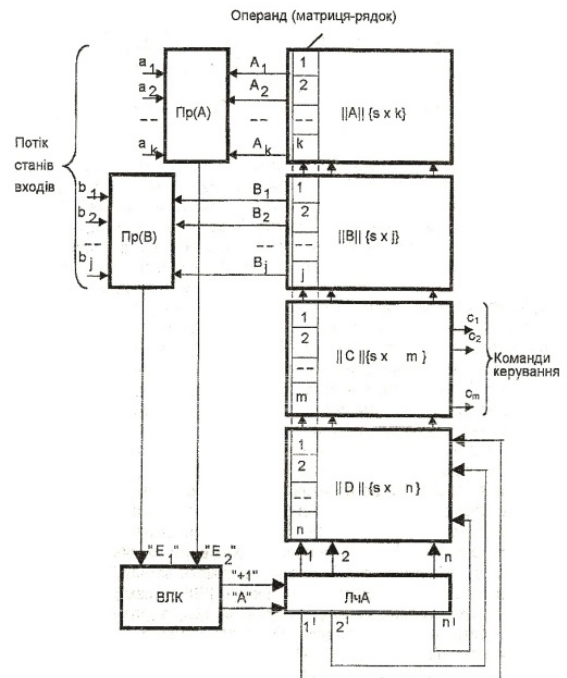 Операнд (матриця-рядок)
a1
a2
--
ak
Пр(А)
A1
A2
--
Ak
1
2
--
k
||A|| {s x k}
Потік
станів
входів
b1
b2
--
bj
Пр(В)
B1
B2
--
Bj
1
2
--
j
||B|| {s x j}
1
2
--
m
||C||{s x m}
c1
c2
cm
Команди
керування
1
2
--
n
||D||{s x n}
"E1"
"E2"
1
2
n
ВЛК
"+1"
"A"
ЛчА
1'
2'
n'